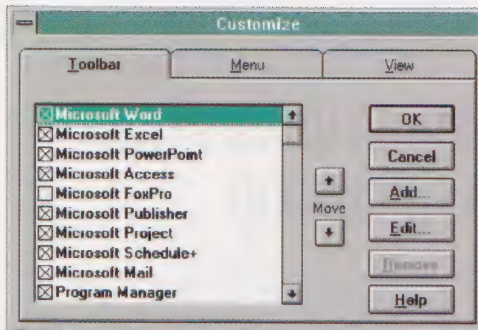 Customize
Toolbar
Menu
View
Microsoft Word
Microsoft Excel
Microsoft PowerPoint
Microsoft Access
Microsoft FoxPro
Microsoft Publisher
Microsoft Project
Microsoft Schedule+
Microsoft Mail
Program Manager
Move
OK
Cancel
Add...
Edit...
Remove
Help